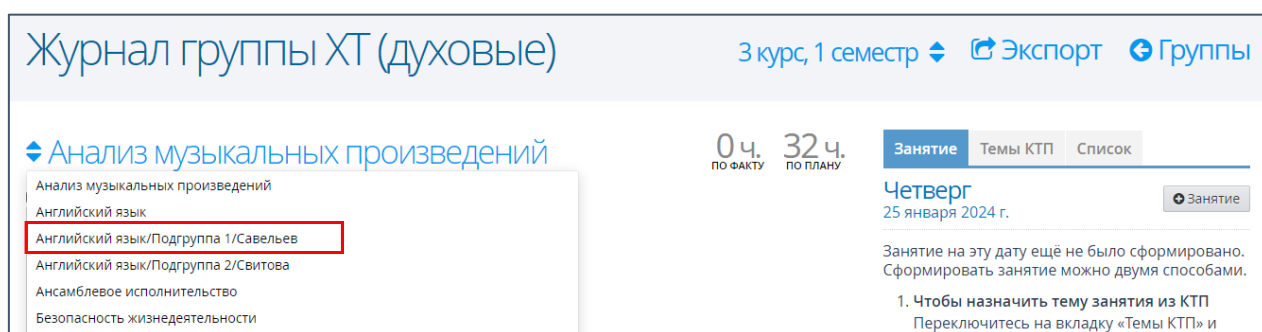 Журнал группы ХТ (духовые)
3 курс, 1 семестр Экспорт Группы
Анализ музыкальных произведений
0 ч.
ПО ФАКТУ
32 ч.
ПО ПЛАНУ
Анализ музыкальных произведений
Английский язык
Английский язык/Подгруппа 1/Савельев
Английский язык/Подгруппа 2/Свитова
Ансамблевое исполнительство
Безопасность жизнедеятельности
Занятие Темы КТП Список
Четверг
25 января 2024 г.
Занятие
Занятие на эту дату ещё не было сформировано.
Сформировать занятие можно двумя способами.
1. Чтобы назначить тему занятия из КТП
Переключитесь на вкладку «Темы КТП» и